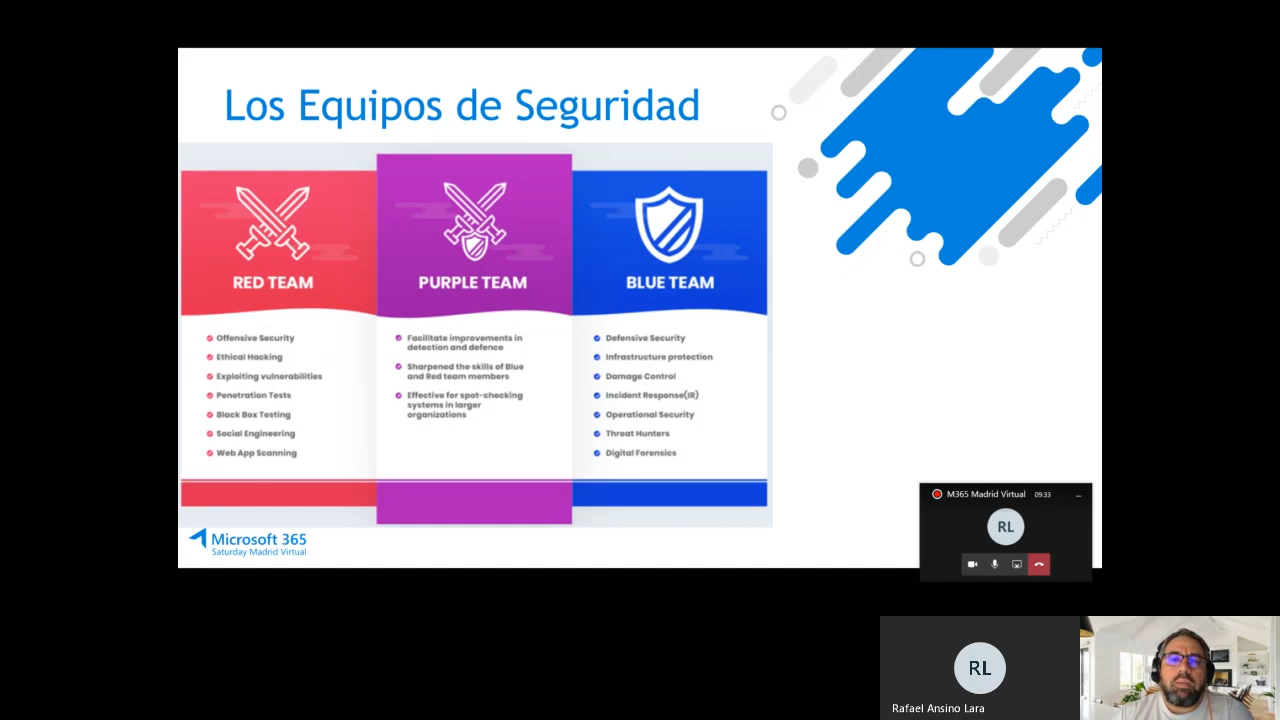 Los Equipos de Seguridad
RED TEAM
Offensive Security
Ethical Hacking
Exploiting vulnerabilities
Penetration Tests
Black Box Testing
Social Engineering
Web App Scanning
PURPLE TEAM
Facilitate improvements in
detection and defence
Sharpened the skills of Blue
and Red team members
Effective for spot-checking
systems in larger
organizations
BLUE TEAM
Defensive Security
Infrastructure protection
Damage Control
Incident Response(IR)
Operational Security
Threat Hunters
Digital Forensics
Microsoft 365
Saturday Madrid Virtual
M365 Madrid Virtual 09:33
RL
RL
Rafael Ansino Lara